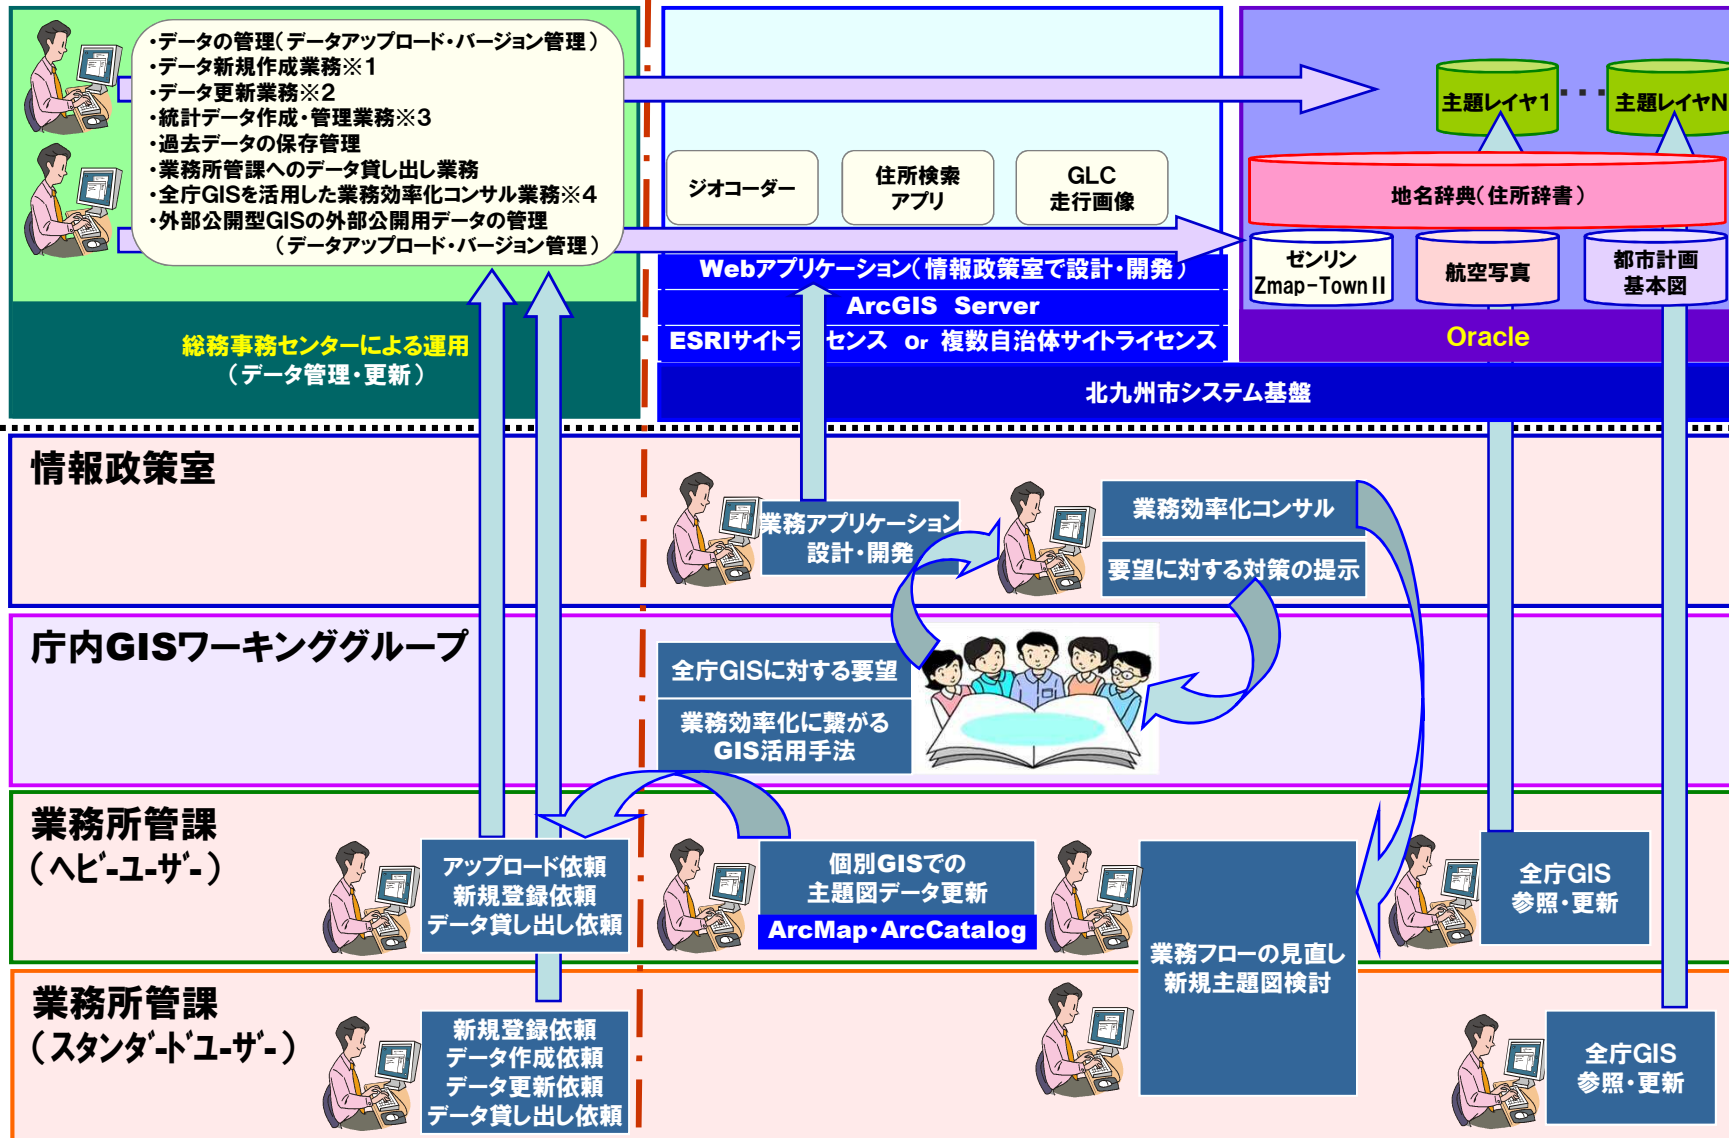 ・データの管理(データアップロード・バージョン管理)
・データ新規作成業務※1
・データ更新業務※2
・統計データ作成・管理業務※3
・過去データの保存管理
・業務所管課へのデータ貸し出し業務
・全庁GISを活用した業務効率化コンサル業務※4
・外部公開型GISの外部公開用データの管理
(データアップロード・バージョン管理)
総務事務センターによる運用
(データ管理・更新)
ジオコーダー
住所検索
アプリ
GLC
走行画像
Webアプリケーション(情報政策室で設計・開発)
ArcGIS Server
ESRIサイトライセンス or 複数自治体サイトライセンス
主題レイヤ1
・・・
主題レイヤN
地名辞典(住所辞書)
ゼンリン
Zmap-TownⅡ
航空写真
都市計画
基本図
Oracle
北九州市システム基盤
情報政策室
業務アプリケーション
設計・開発
業務効率化コンサル
要望に対する対策の提示
庁内GISワーキンググループ
全庁GISに対する要望
業務効率化に繋がる
GIS活用手法
業務所管課
(ヘビーユーザー)
アップロード依頼
新規登録依頼
データ貸し出し依頼
個別GISでの
主題図データ更新
ArcMap・ArcCatalog
業務フローの見直し
新規主題図検討
全庁GIS
参照・更新
業務所管課
(スタンダードユーザー)
新規登録依頼
データ作成依頼
データ更新依頼
データ貸し出し依頼
全庁GIS
参照・更新